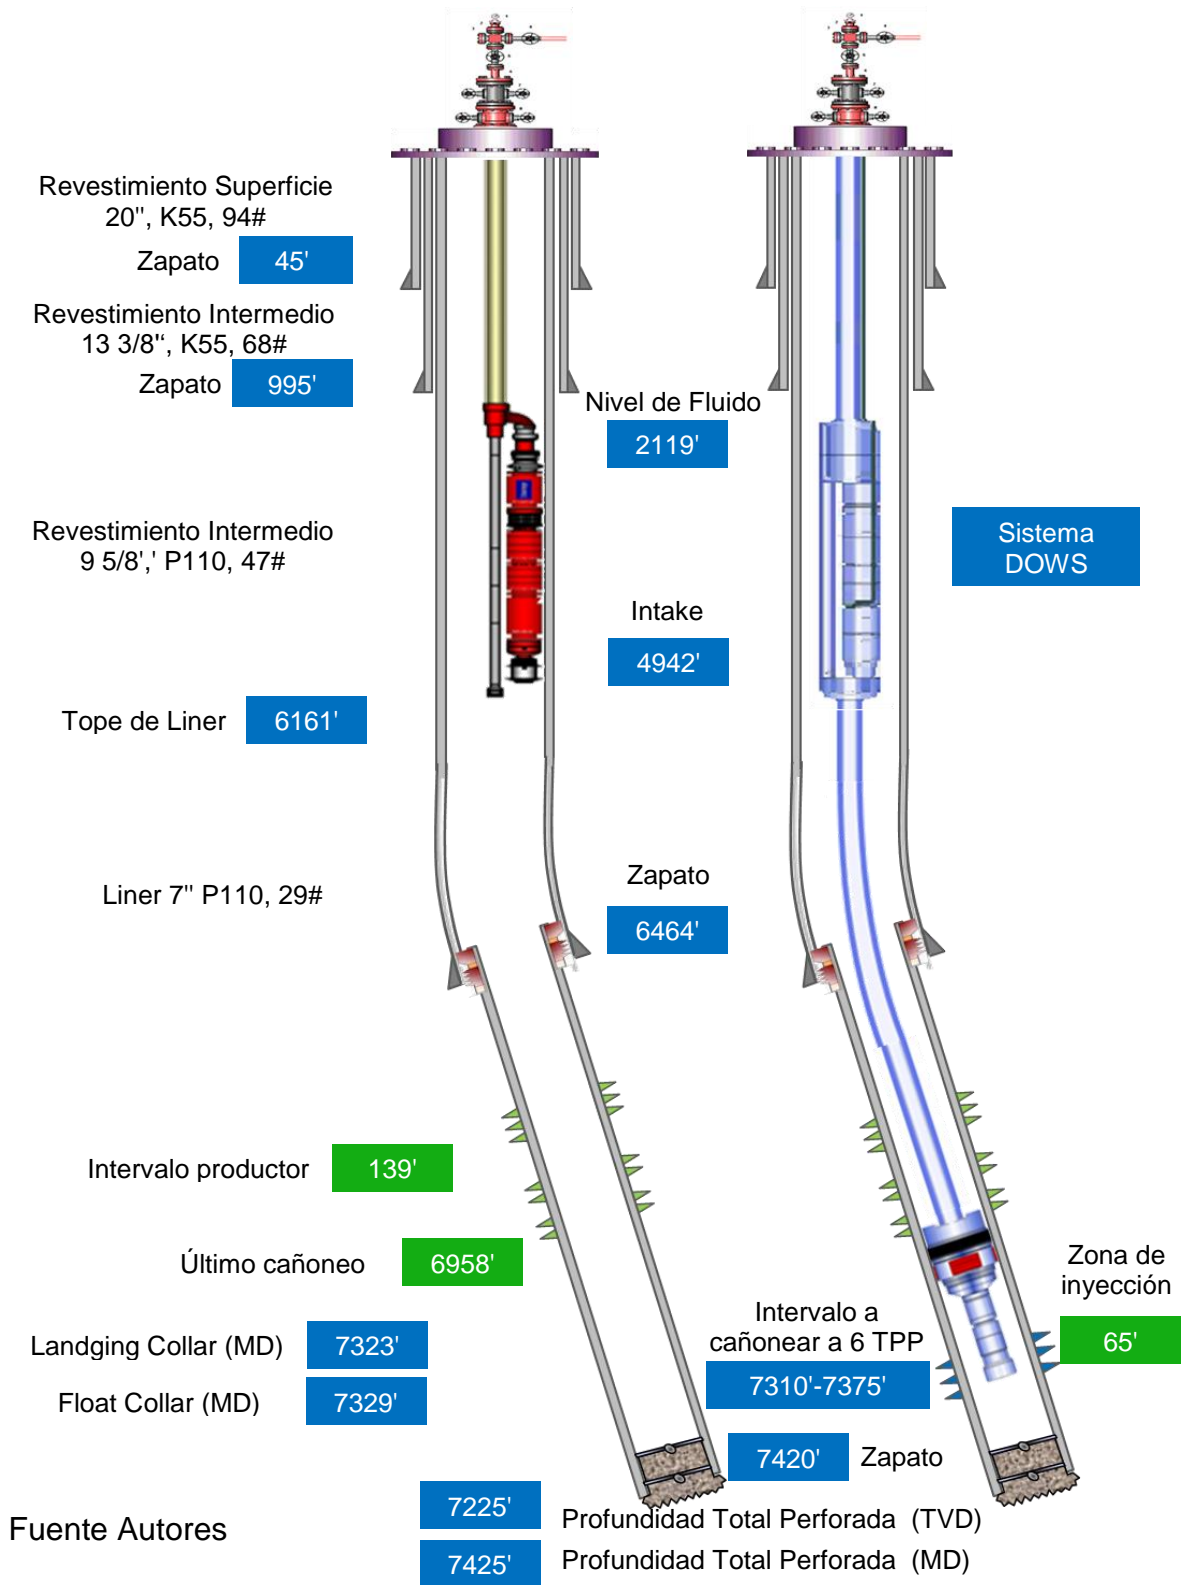 Revestimiento Superficie
20", K55, 94#
Zapato 45'
Revestimiento Intermedio
13 3/8'', K55, 68#
Zapato 995'
Nivel de Fluido
2119'
Revestimiento Intermedio
9 5/8',' P110, 47#
Sistema
DOWS
Intake
4942'
Tope de Liner 6161'
Liner 7" P110, 29#
Zapato
6464'
Intervalo productor 139'
Último cañoneo 6958'
Zona de
inyección
65'
Intervalo a
cañonear a 6 TPP
7310'-7375'
Landging Collar (MD) 7323'
Float Collar (MD) 7329'
7420' Zapato
Fuente Autores
7225' Profundidad Total Perforada (TVD)
7425' Profundidad Total Perforada (MD)